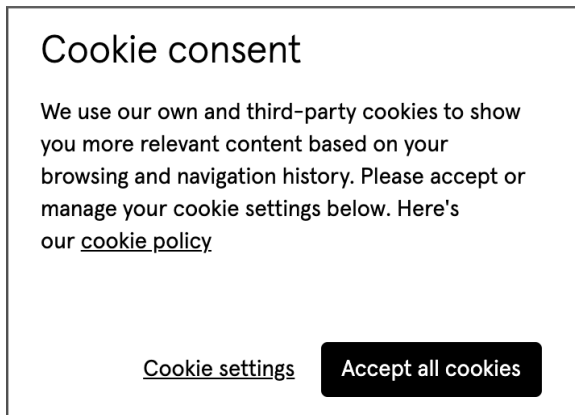 Cookie consent
We use our own and third-party cookies to show
you more relevant content based on your
browsing and navigation history. Please accept or
manage your cookie settings below. Here's
our cookie policy
Cookie settings Accept all cookies